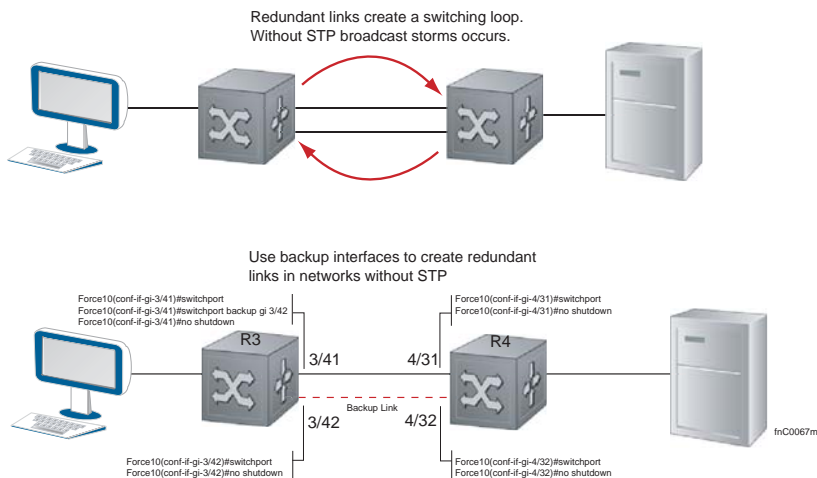 Redundant links create a switching loop.
Without STP broadcast storms occurs.
Use backup interfaces to create redundant
links in networks without STP
Force10(conf-if-gi-3/41)#switchport
Force10(conf-if-gi-3/41)#switchport backup gi 3/42
Force10(conf-if-gi-3/41)#no shutdown
Force10(conf-if-gi-4/31)#switchport
Force10(conf-if-gi-4/31)#no shutdown
R3
3/41
4/31
R4
Backup Link
3/42
4/32
fnC0067m
Force10(conf-if-gi-3/42)#switchport
Force10(conf-if-gi-3/42)#no shutdown
Force10(conf-if-gi-4/32)#switchport
Force10(conf-if-gi-4/32)#no shutdown